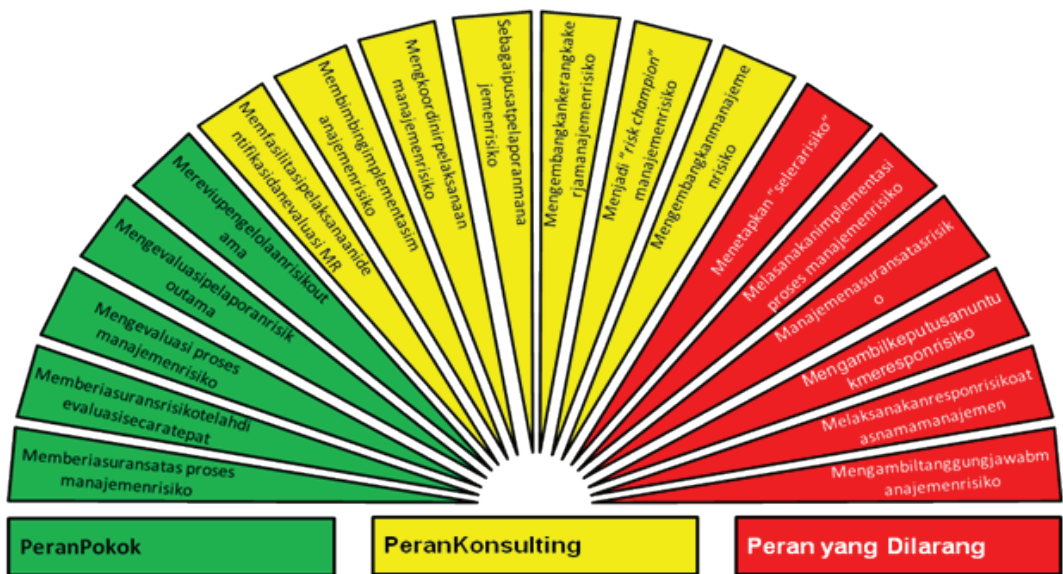 Memberiasuransatas proses
manajemenrisiko
Memberiasuransrisikotelahdi
evaluasisecaratepat
Mengevaluasi proses
manajemenrisiko
Mengevaluasipelaporanrisik
outama
Mereviupengelolaanrisikout
ama
Memfasilitasipelaksanaanide
ntifikasidanevaluasi MR
Membimbingimplementasim
anajemenrisiko
Mengkoordinirpelaksanaan
manajemenrisiko
Sebagaipusatpelaporanmana
jemenrisiko
Mengembangkankerangkake
rjamanajemenrisiko
Menjadi "risk champion"
manajemenrisiko
Mengembangkanmanajeme
nrisiko
Menetapkan "selerarisiko"
Melasanakanimplementasi
proses manajemenrisiko
Manajemenasuransatasrisik
o
Mengambilkeputusanuntu
kmeresponrisiko
Melaksanakanresponrisikoat
asnamamanajemen
Mengambiltanggungjawabm
anajemenrisiko
PeranPokok
PeranKonsulting
Peran yang Dilarang